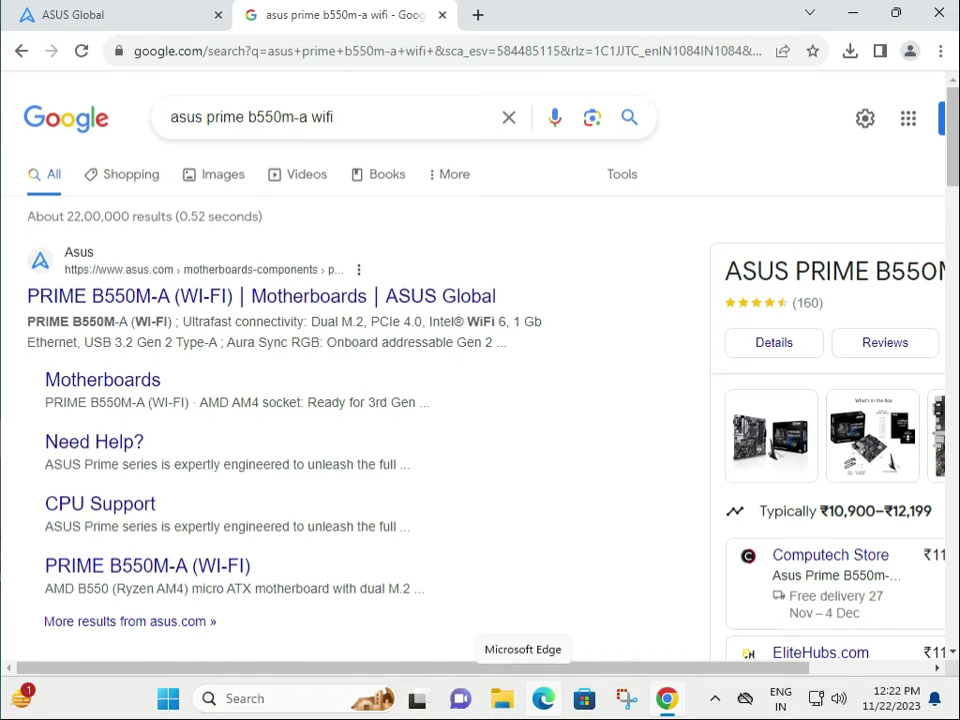 ASUS Global
asus prime b550m-a wifi - Goog
google.com/search?q=asus+prime+b550m-a+wifi+&sca_esv=584485115&rlz=1C1JJTC_enIN1084IN1084&...
Google
asus prime b550m-a wifi
All
Shopping
Images
Videos
Books
More
Tools
About 22,00,000 results (0.52 seconds)
Asus
https://www.asus.com › motherboards-components › p...
PRIME B550M-A (WI-FI) | Motherboards | ASUS Global
PRIME B550M-A (WI-FI) ; Ultrafast connectivity: Dual M.2, PCIe 4.0, Intel® WiFi 6, 1 Gb
Ethernet, USB 3.2 Gen 2 Type-A ; Aura Sync RGB: Onboard addressable Gen 2 ...
Motherboards
PRIME B550M-A (WI-FI) · AMD AM4 socket: Ready for 3rd Gen ...
Need Help?
ASUS Prime series is expertly engineered to unleash the full ...
CPU Support
ASUS Prime series is expertly engineered to unleash the full ...
PRIME B550M-A (WI-FI)
AMD B550 (Ryzen AM4) micro ATX motherboard with dual M.2 ...
More results from asus.com »
ASUS PRIME B550M
(160)
Details
Reviews
What's in the Box
Typically ₹10,900–₹12,199
Computech Store
₹11
Asus Prime B550m-...
Free delivery 27
Nov – 4 Dec
EliteHubs.com
₹11
Microsoft Edge
1
Search
ENG
IN
12:22 PM
11/22/2023